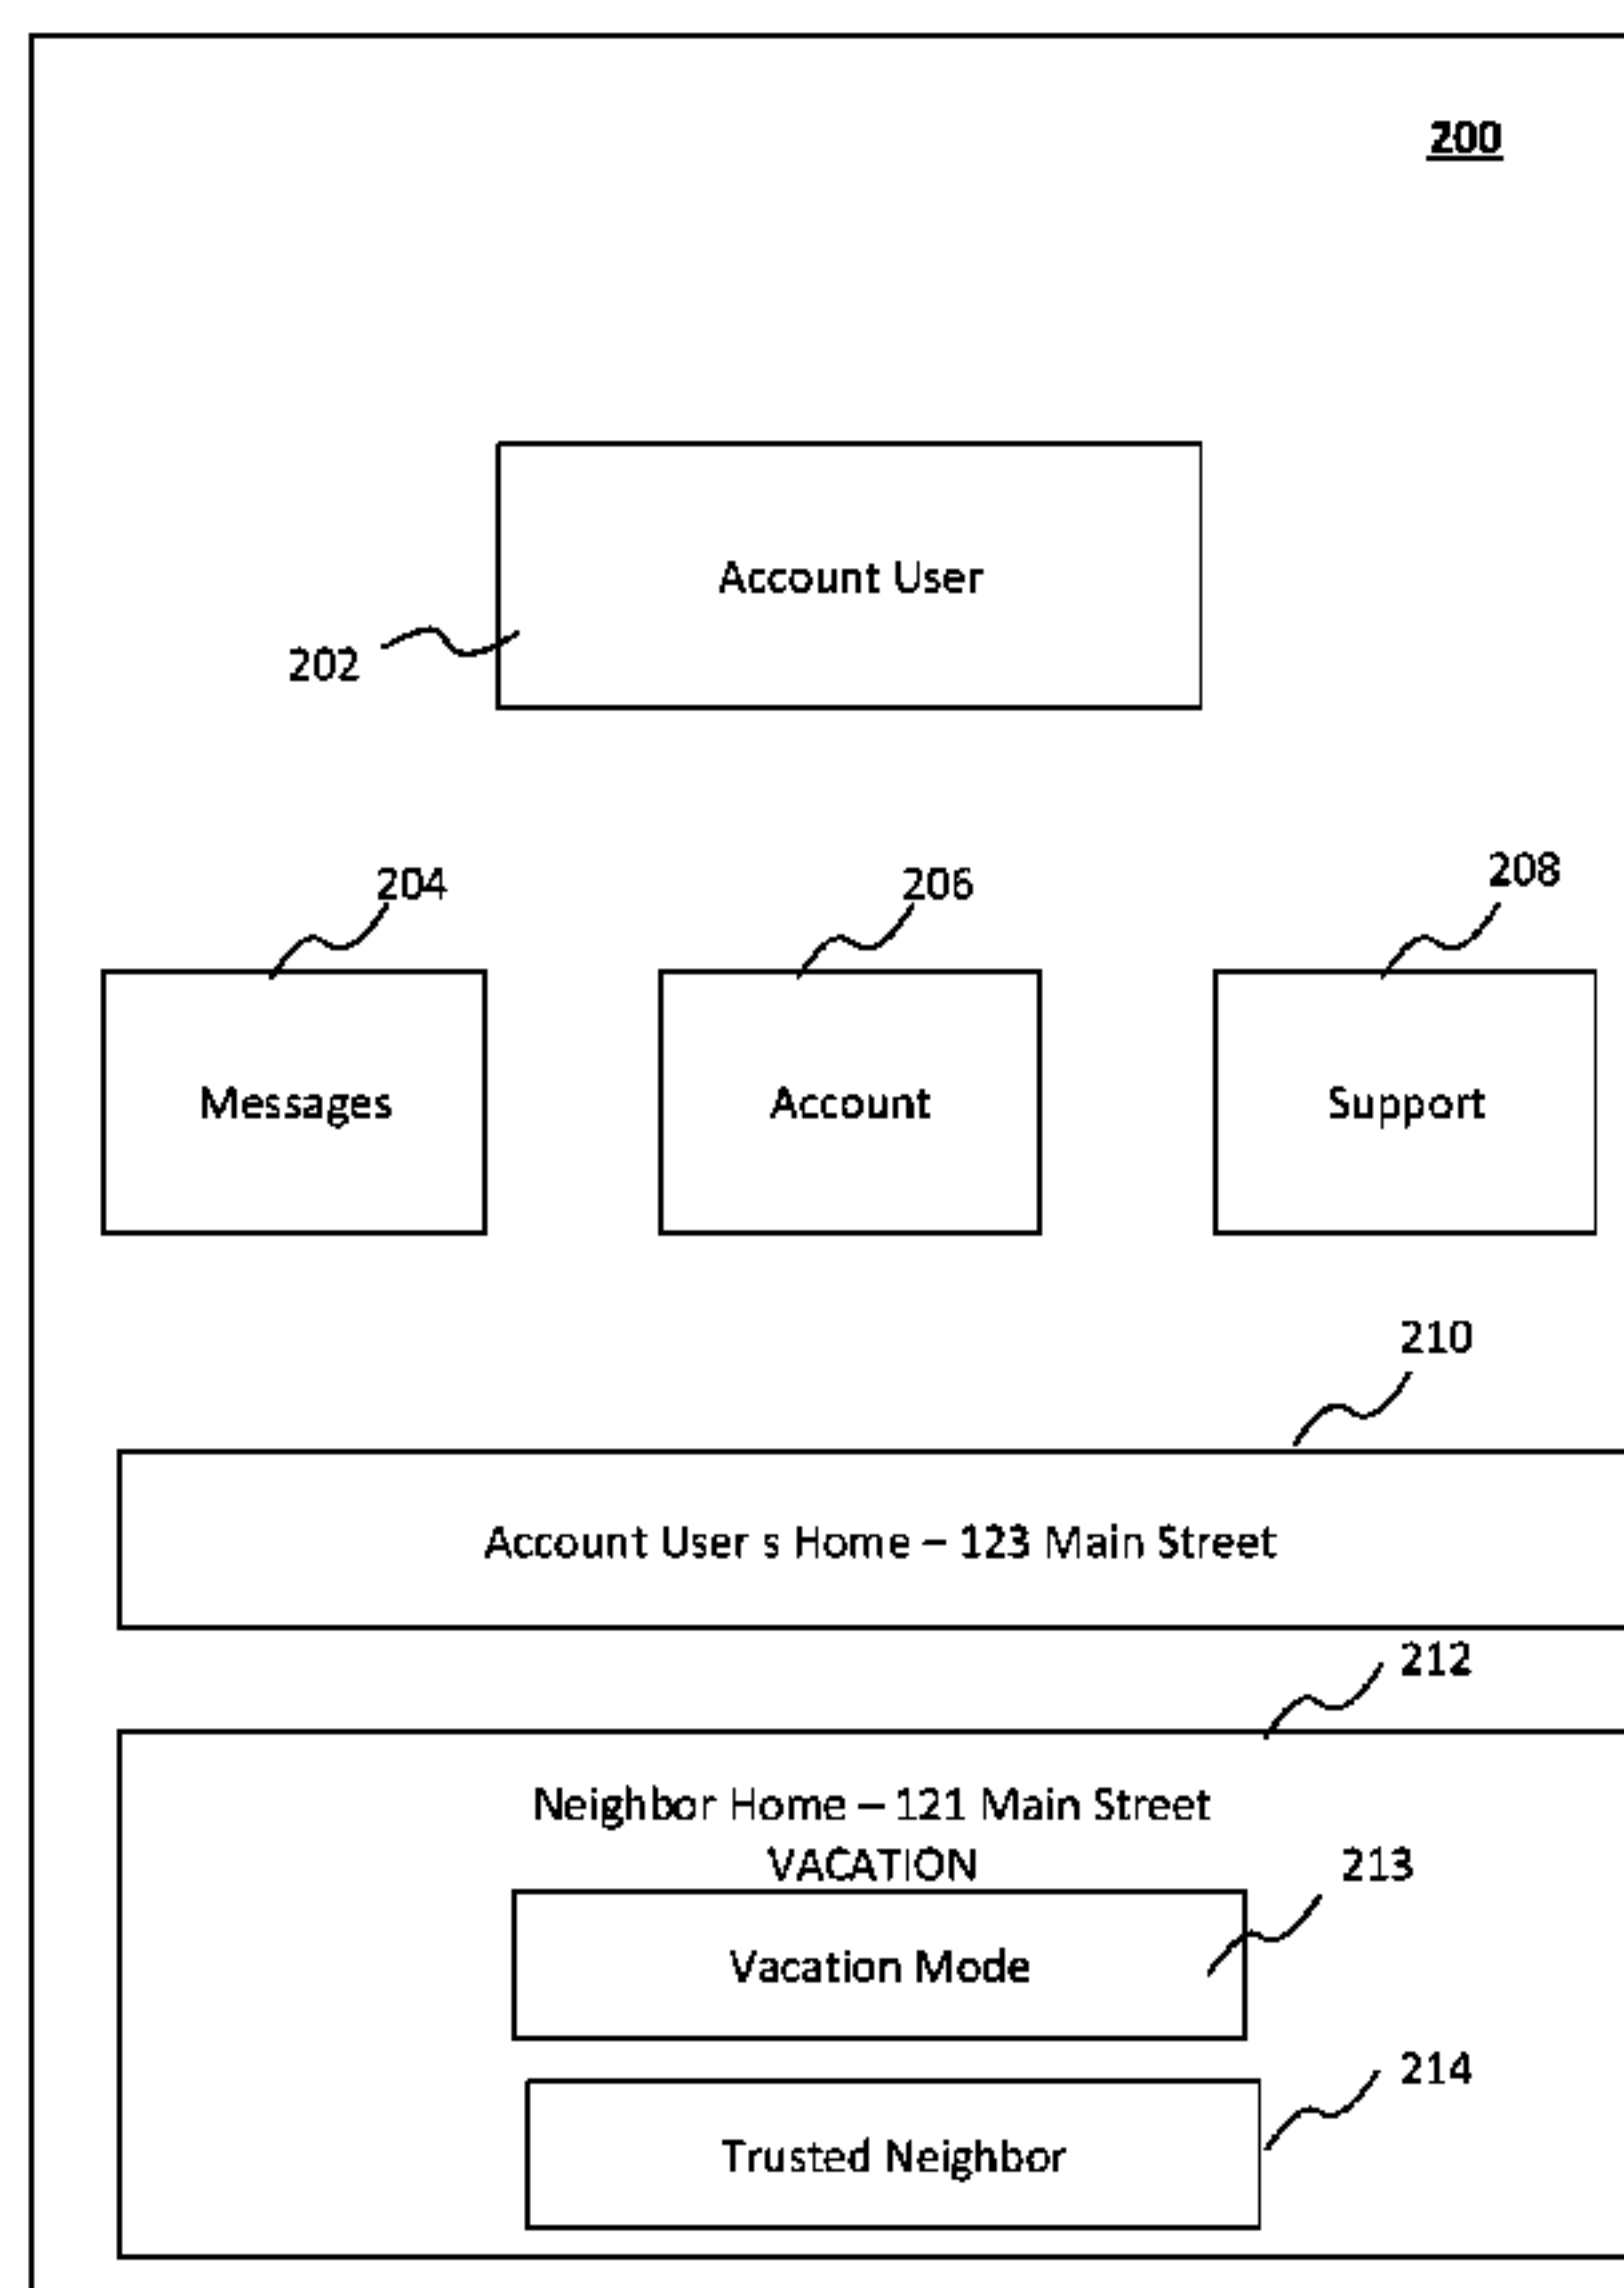 200
Account User
202
204
206
208
Messages
Account
Support
210
Account User s Home – 123 Main Street
212
Neighbor Home – 121 Main Street
VACATION
213
Vacation Mode
214
Trusted Neighbor